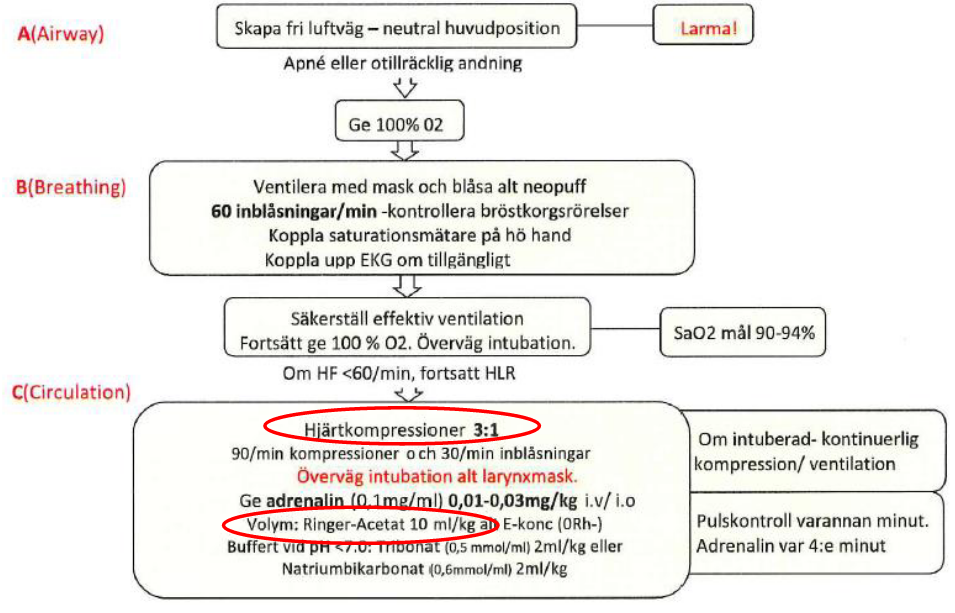 A(Airway)
Skapa fri luftväg – neutral huvudposition
Larma!
Apné eller otillräcklig andning
Ge 100% 02
B(Breathing)
Ventilera med mask och blåsa alt neopuff
60 inblåsningar/min -kontrollera bröstkorgsrörelser
Koppla saturationsmätare på hö hand
Koppla upp EKG om tillgängligt
Säkerställ effektiv ventilation
Fortsätt ge 100 % O2. Överväg intubation.
SaO2 mål 90-94%
Om HF <60/min, fortsatt HLR
C(Circulation)
Hjärtkompressioner 3:1
90/min kompressioner och 30/min inblåsningar
Överväg intubation alt larynxmask.
Ge adrenalin (0,1mg/ml) 0,01-0,03mg/kg i.v/ i.o
Volym: Ringer-Acetat 10 ml/kg alt E-konc (0Rh-)
Buffert vid pH <7.0: Tribonat (0,5 mmol/ml) 2ml/kg eller
Natriumbikarbonat (0,6mmol/ml) 2ml/kg
Om intuberad- kontinuerlig
kompression/ ventilation
Pulskontroll varannan minut.
Adrenalin var 4:e minut